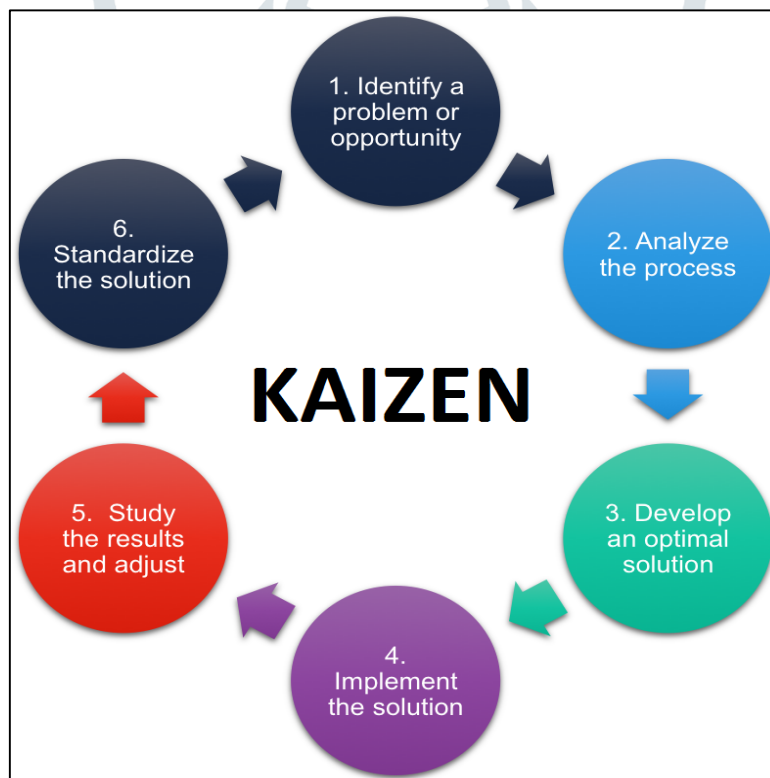 1. Identify a
problem or
opportunity
2. Analyze
the process
3. Develop
an optimal
solution
4.
Implement
the solution
5. Study
the results
and adjust
6.
Standardize
the solution
KAIZEN